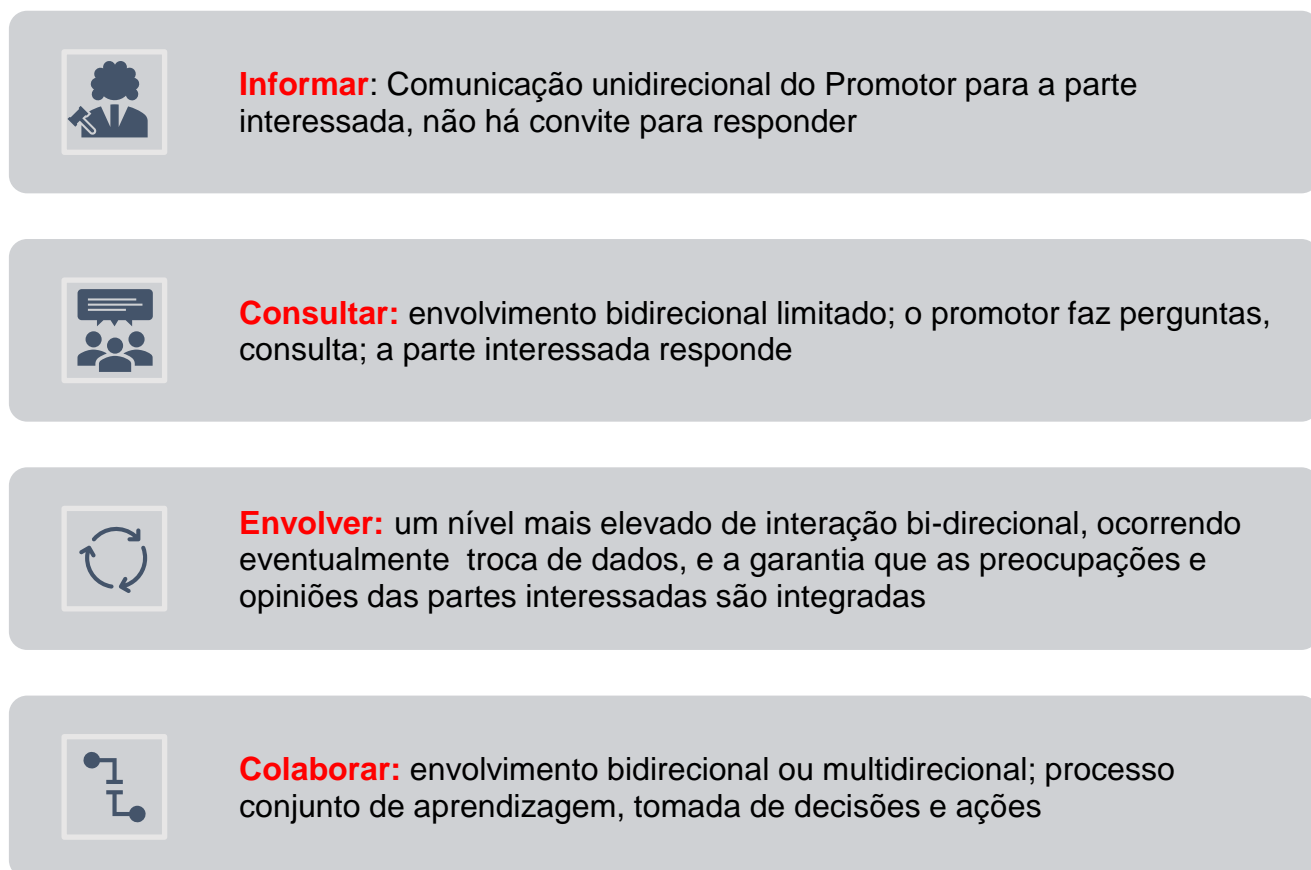 Informar: Comunicação unidirecional do Promotor para a parte
interessada, não há convite para responder
Consultar: envolvimento bidirecional limitado; o promotor faz perguntas,
consulta; a parte interessada responde
Envolver: um nível mais elevado de interação bi-direcional, ocorrendo
eventualmente  troca de dados, e a garantia que as preocupações e
opiniões das partes interessadas são integradas
Colaborar: envolvimento bidirecional ou multidirecional; processo
conjunto de aprendizagem, tomada de decisões e ações